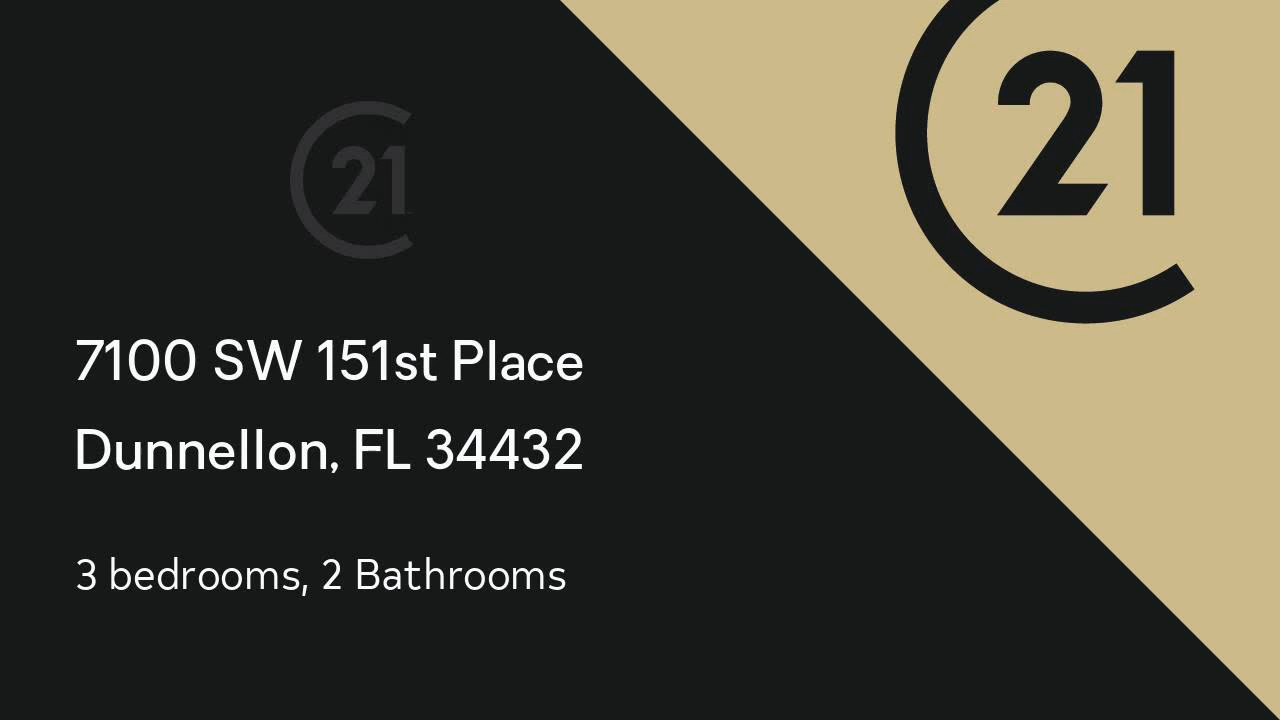 21
21
7100 SW 151st Place
Dunnellon, FL 34432
3 bedrooms, 2 Bathrooms